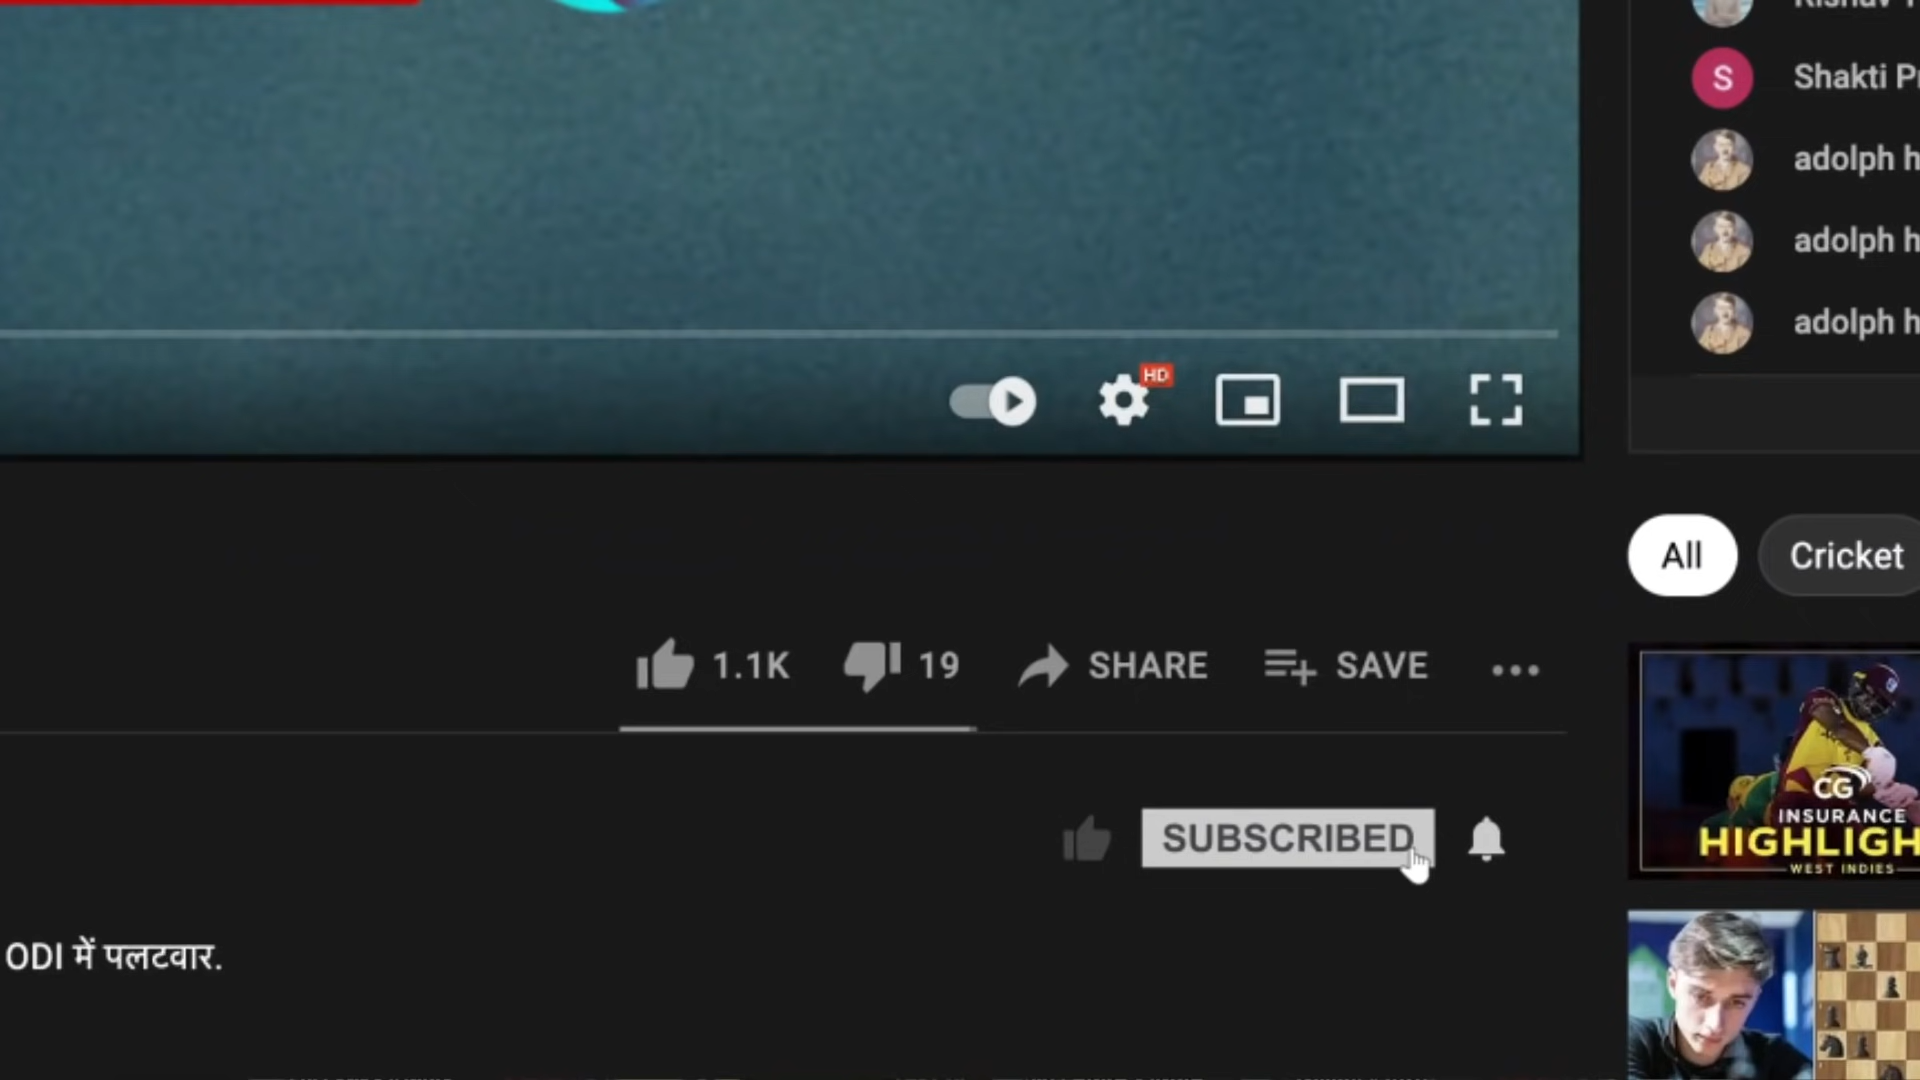 Shakti
S
adolph h
adolph h
adolph h
HD
All
Cricket
1.1K
19
SHARE
SAVE
CG
INSURANCE
WEST INDIES
SUBSCRIBED
ODI में पलटवार.